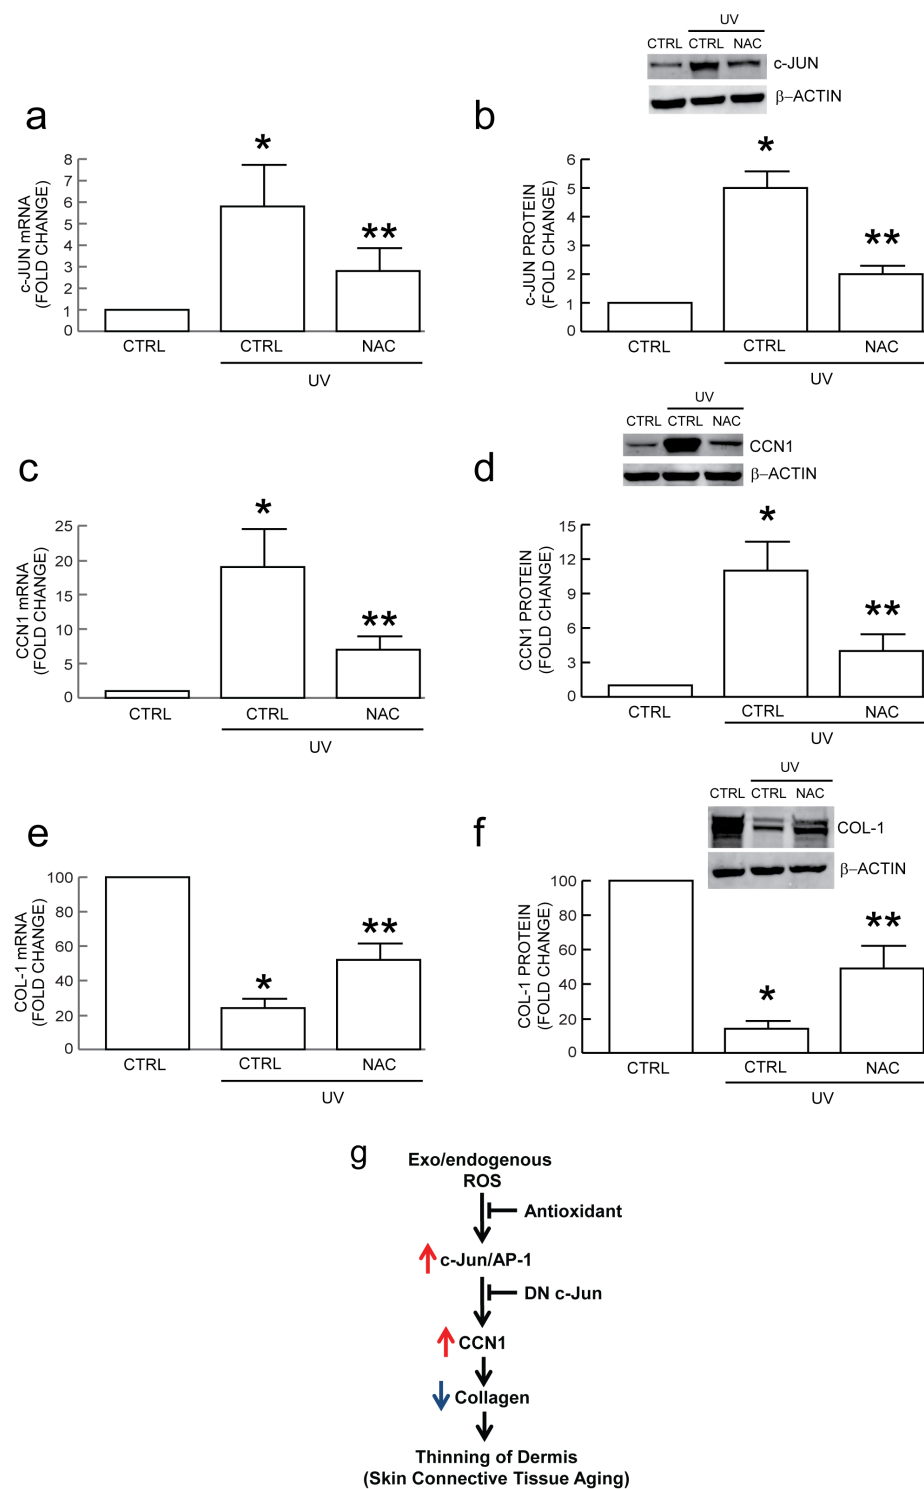 a
c-JUN mRNA
(FOLD CHANGE)
8
7
6
5
4
3
2
1
0
*
**
CTRL
CTRL
NAC
UV
b
UV
CTRL CTRL NAC
c-JUN
β–ACTIN
c-JUN PROTEIN
(FOLD CHANGE)
6
5
4
3
2
1
0
*
**
CTRL
CTRL
NAC
UV
c
CCN1 mRNA
(FOLD CHANGE)
25
20
15
10
5
0
*
**
CTRL
CTRL
NAC
UV
d
UV
CTRL CTRL NAC
CCN1
β–ACTIN
CCN1 PROTEIN
(FOLD CHANGE)
15
12
9
6
3
0
*
**
CTRL
CTRL
NAC
UV
e
COL-1 mRNA
(FOLD CHANGE)
100
80
60
40
20
0
*
**
CTRL
CTRL
NAC
UV
f
UV
CTRL CTRL NAC
COL-1
β–ACTIN
COL-1 PROTEIN
(FOLD CHANGE)
100
80
60
40
20
0
*
**
CTRL
CTRL
NAC
UV
g
Exo/endogenous
ROS
Antioxidant
c-Jun/AP-1
DN c-Jun
CCN1
Collagen
Thinning of Dermis
(Skin Connective Tissue Aging)